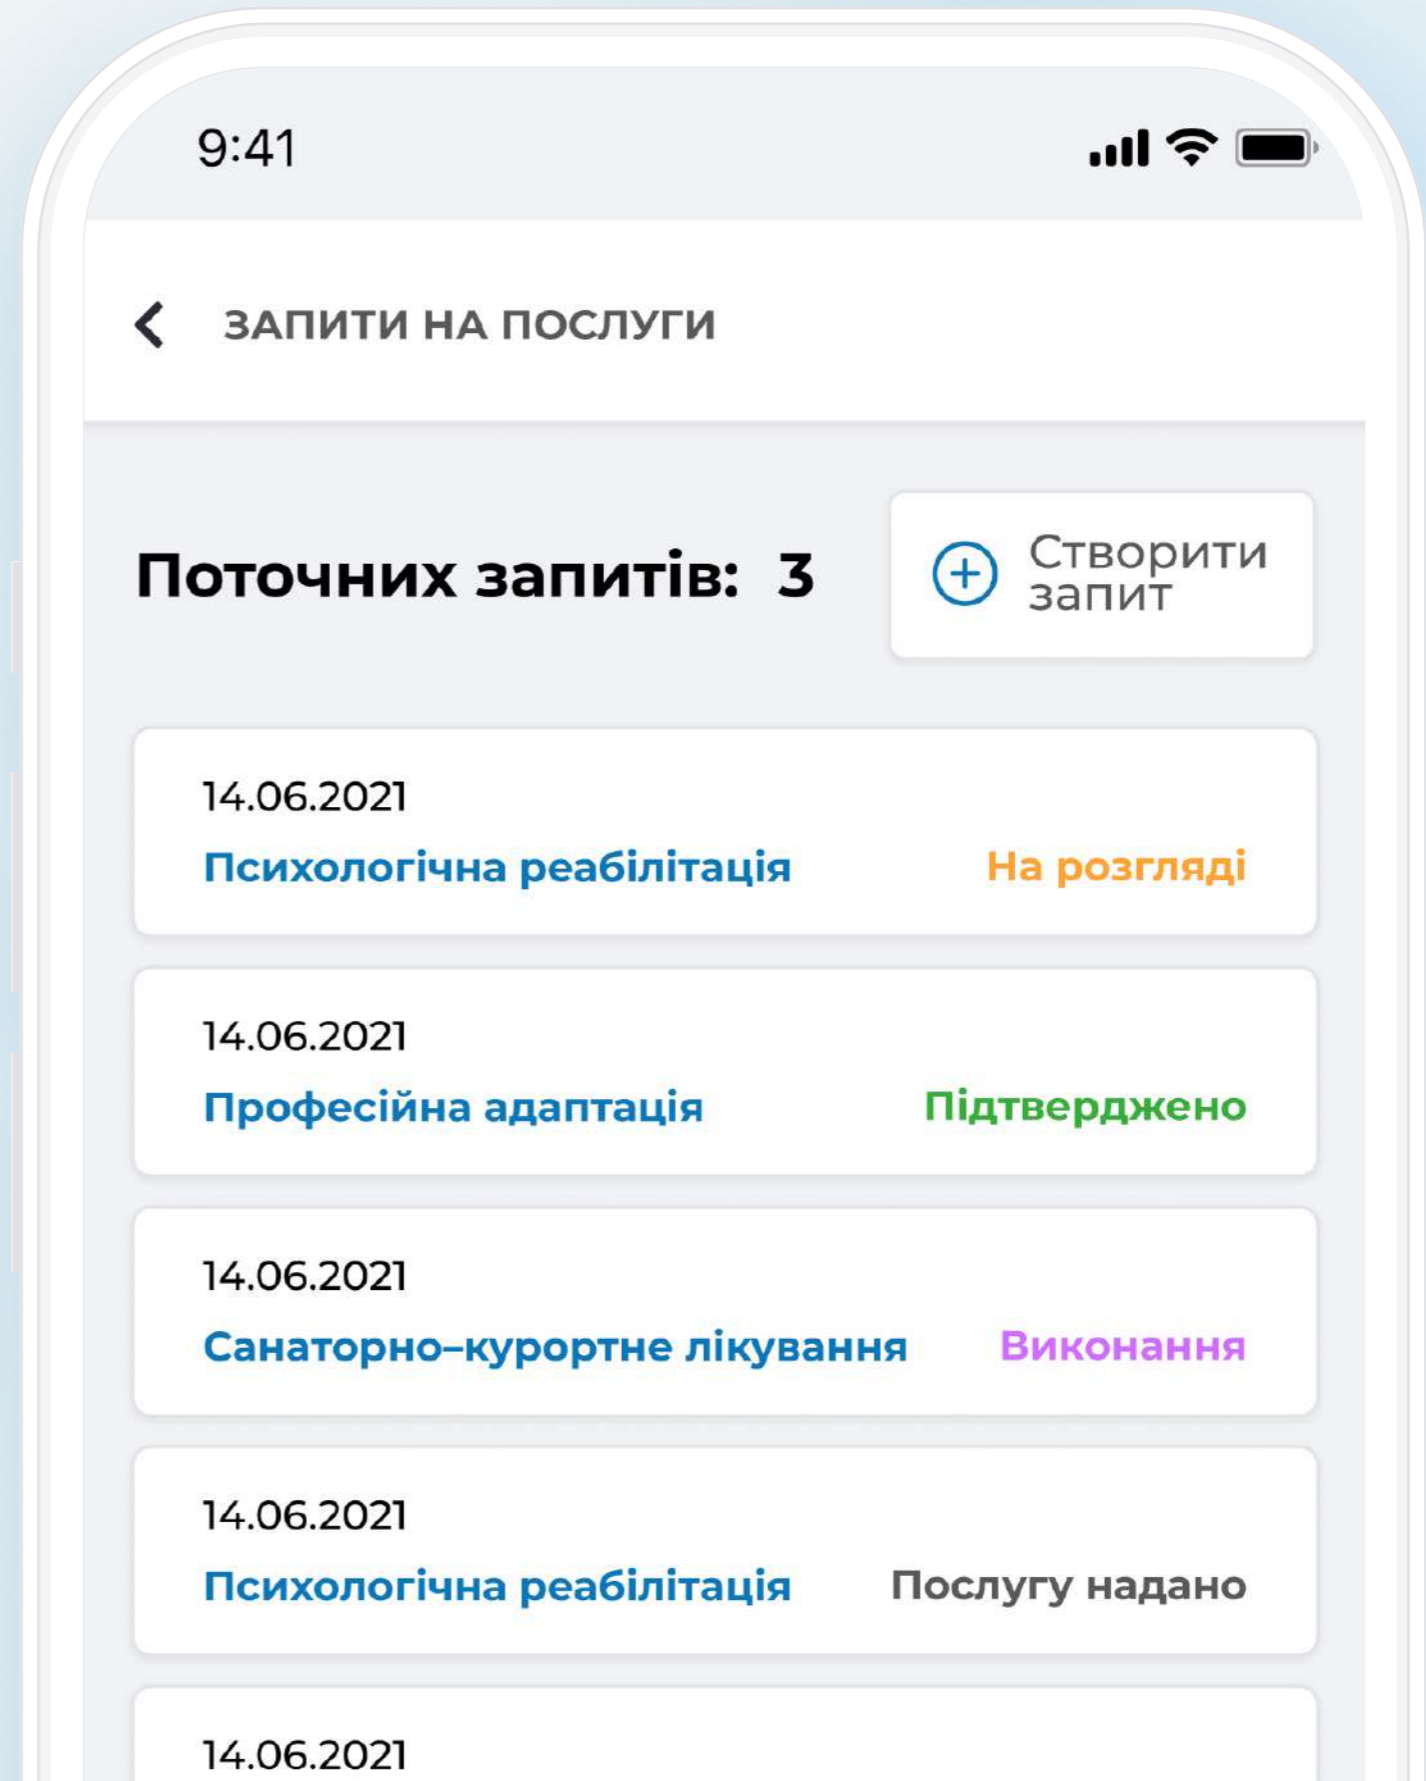 9:41
ЗАПИТИ НА ПОСЛУГИ
Поточних запитів: 3
Створити
запит
14.06.2021
Психологічна реабілітація На розгляді
14.06.2021
Професійна адаптація Підтверджено
14.06.2021
Санаторно–курортне лікування Виконання
14.06.2021
Психологічна реабілітація Послугу надано
14.06.2021